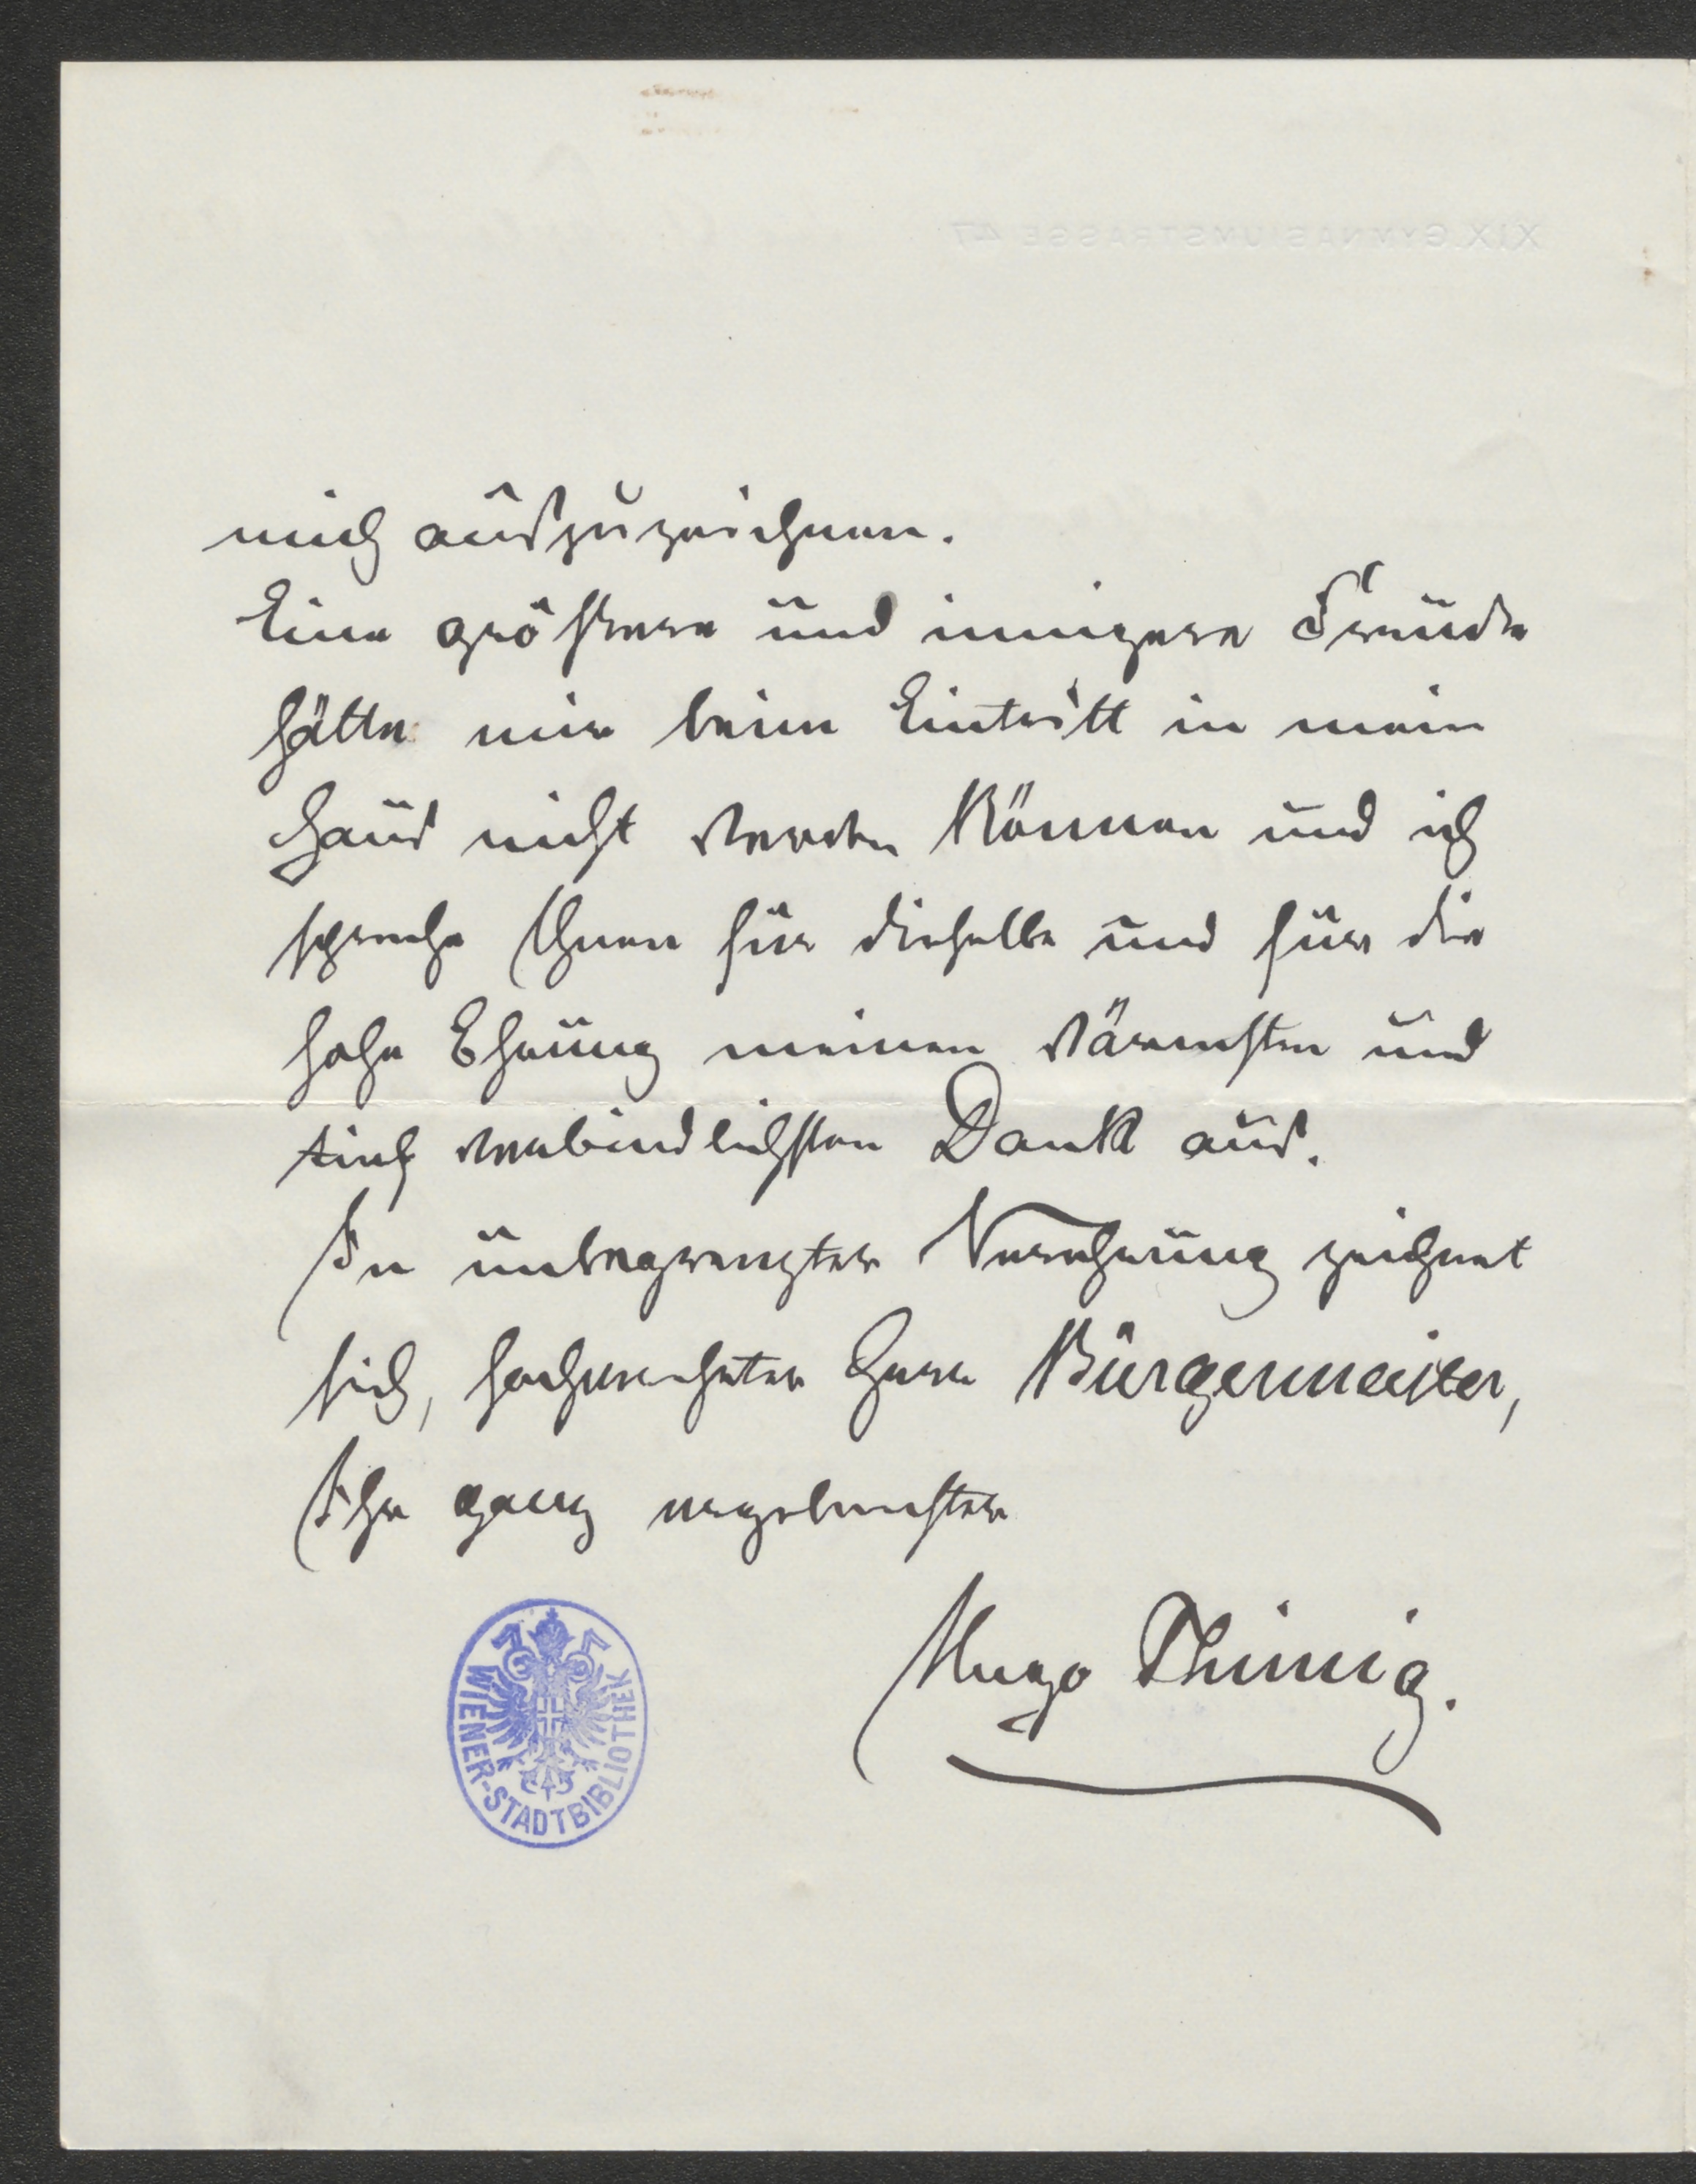 XIX. GYMNASIUMSTRASSE 47
mich auszuzeichnen.
Eine größere und innigere Freude
hätte mir beim Eintritt in mein
Haus nicht werden können und ich
spreche Ihnen für dieselbe und für die
hohe Ehrung meinen wärmsten und
tief verbindlichsten Dank aus.
In unbegrenzter Verehrung zeichnet
sich, hochverehrter Herr Bürgermeister,
Ihr ganz ergebenster
Hugo Thimig.
WIENER-STADTBIBLIOTHEK